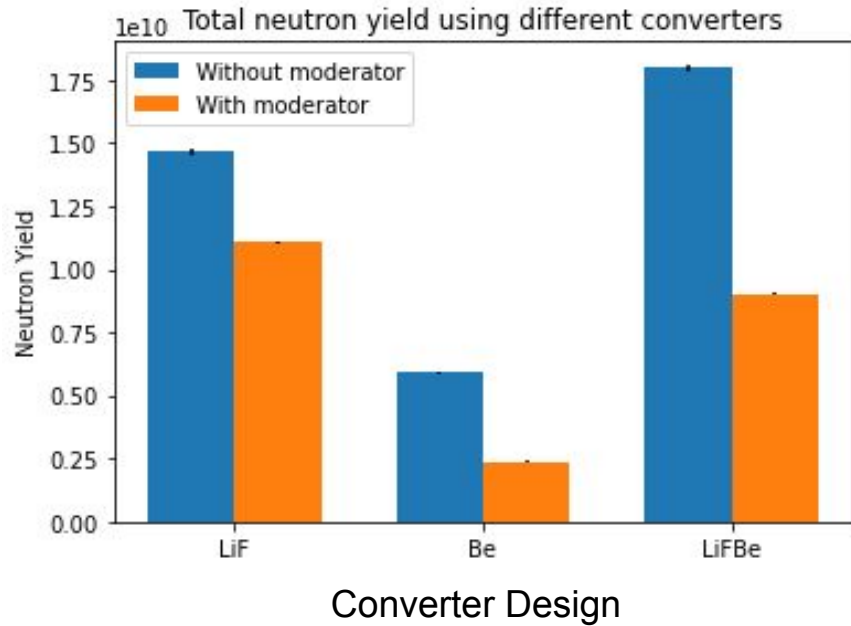 1e10
Total neutron yield using different converters
Without moderator
With moderator
Neutron Yield
1.75
1.50
1.25
1.00
0.75
0.50
0.25
0.00
LiF
Be
LiFBe
Converter Design